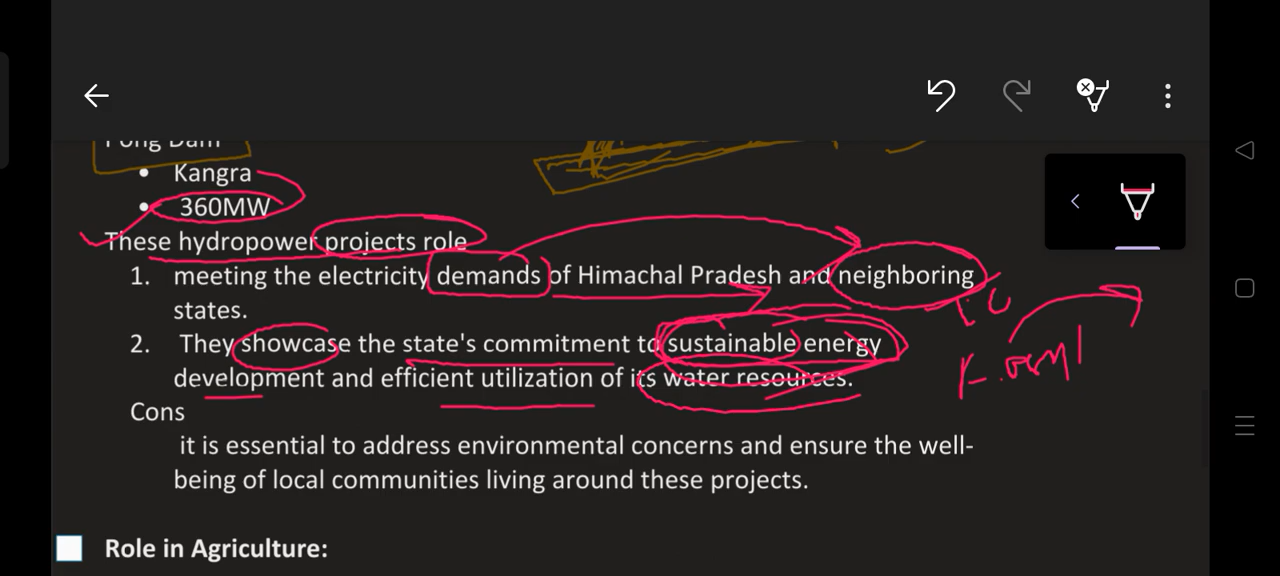 Pong Dam
• Kangra
• 360MW
These hydropower projects role
1. meeting the electricity demands of Himachal Pradesh and neighboring
states.
2. They showcase the state's commitment to sustainable energy
development and efficient utilization of its water resources.
Cons
it is essential to address environmental concerns and ensure the well-
being of local communities living around these projects.
Role in Agriculture: